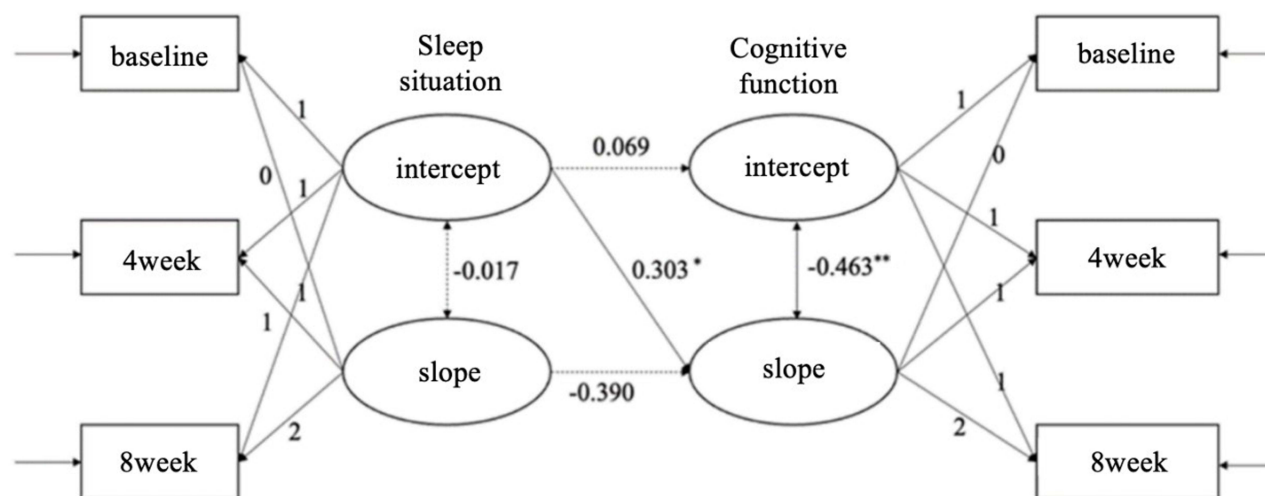 baseline
Sleep
situation
Cognitive
function
baseline
1
1
0
0
1
1
intercept
0.069
intercept
4week
-0.017
0.303 *
-0.463**
4week
1
1
1
1
slope
-0.390
slope
2
2
8week
8week